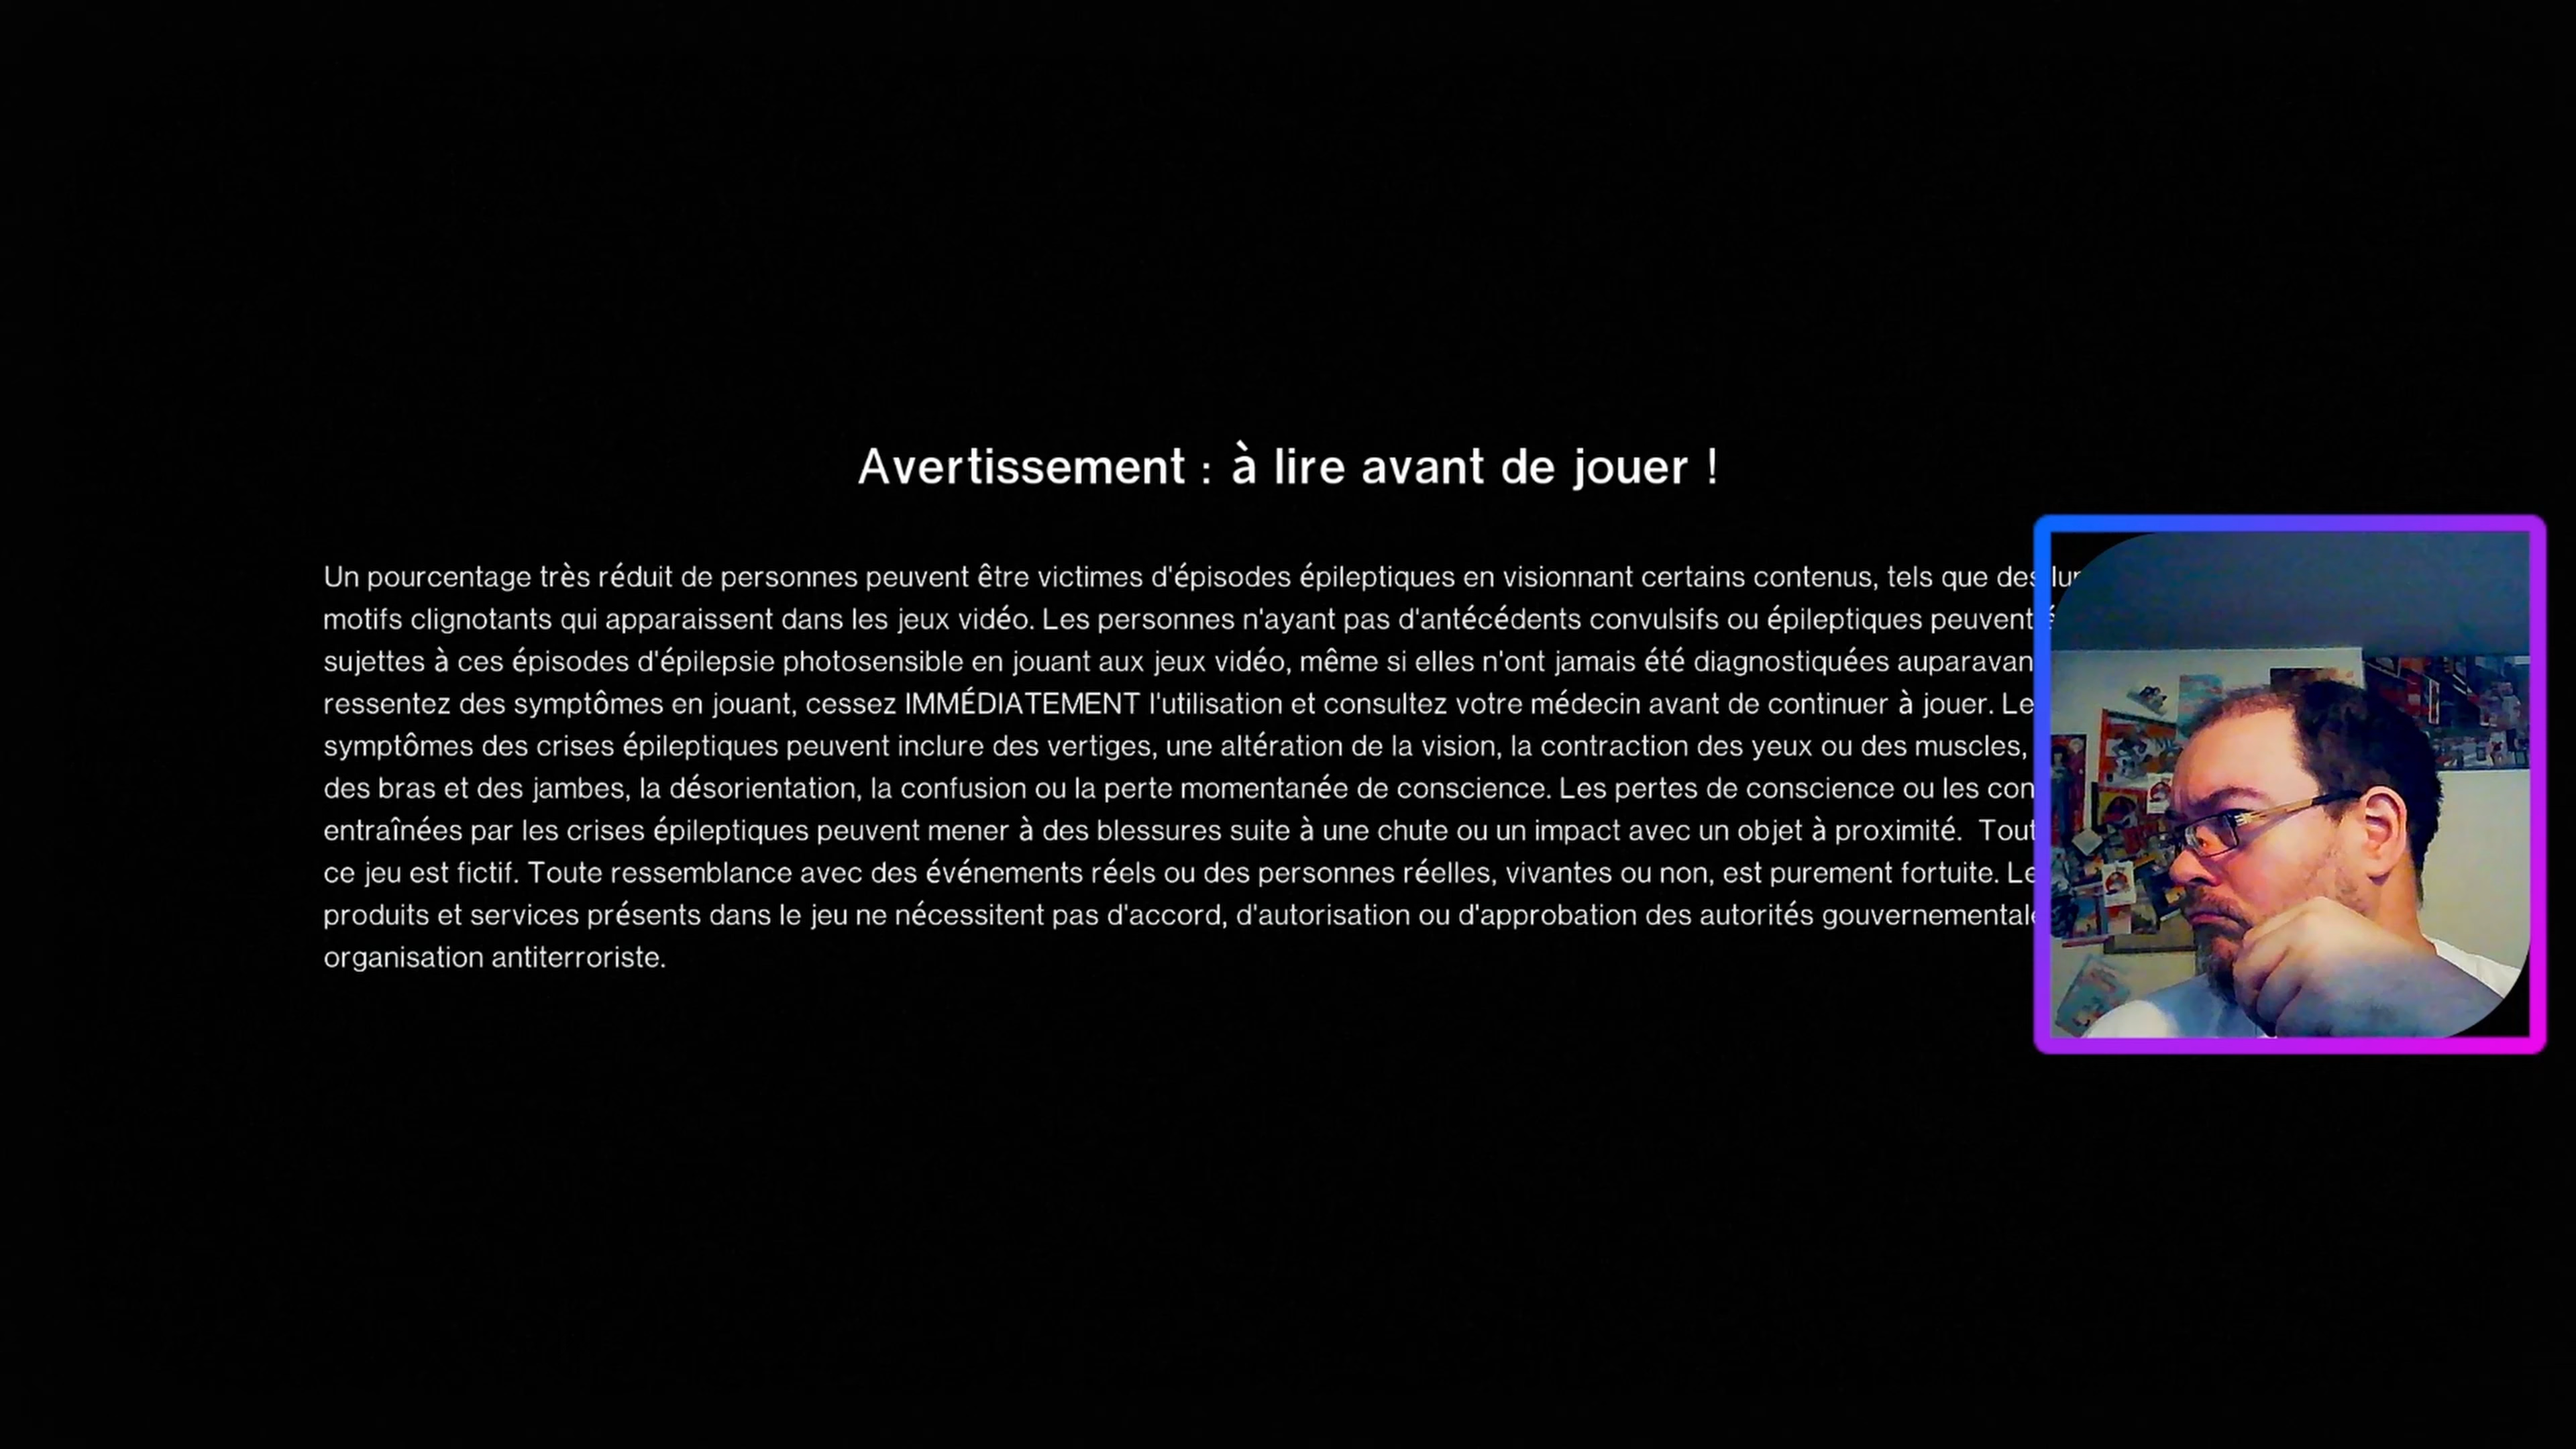 Avertissement : à lire avant de jouer !
Un pourcentage très réduit de personnes peuvent être victimes d'épisodes épileptiques en visionnant certains contenus, tels que des
motifs clignotants qui apparaissent dans les jeux vidéo. Les personnes n'ayant pas d'antécédents convulsifs ou épileptiques peuvent
sujettes à ces épisodes d'épilepsie photosensible en jouant aux jeux vidéo, même si elles n'ont jamais été diagnostiquées
ressentez des symptômes en jouant, cessez IMMÉDIATEMENT l'utilisation et consultez votre médecin avant de continuer à jouer.
symptômes des crises épileptiques peuvent inclure des vertiges, une altération de la vision, la contraction des yeux ou des muscles,
des bras et des jambes, la désorientation, la confusion ou la perte momentanée de conscience. Les pertes de conscience ou les
entraînées par les crises épileptiques peuvent mener à des blessures suite à une chute ou un impact avec un objet à proximité.
ce jeu est fictif. Toute ressemblance avec des événements réels ou des personnes réelles, vivantes ou non, est purement fortuite.
produits et services présents dans le jeu ne nécessitent pas d'accord, d'autorisation ou d'approbation des autorités
organisation antiterroriste.